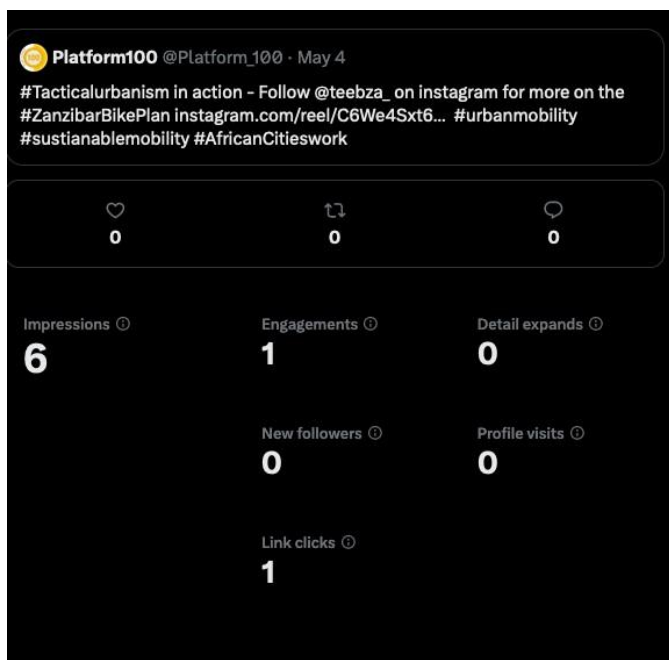 Platform100 @Platform_100 · May 4
#Tacticalurbanism in action - Follow @teebza_ on instagram for more on the
#ZanzibarBikePlan instagram.com/reel/C6We4Sxt6... #urbanmobility
#sustianablemobility #AfricanCitieswork
0 0 0
Impressions Engagements Detail expands
6 1 0
New followers Profile visits
0 0
Link clicks
1